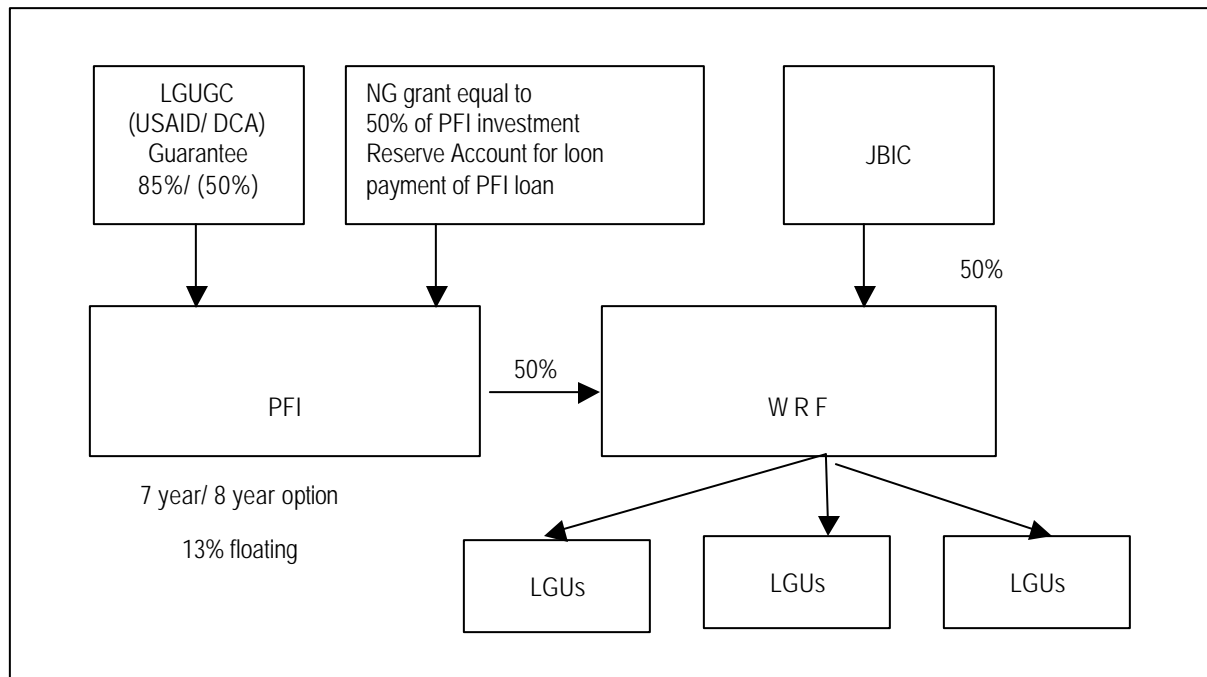 LGUGC
(USAID/ DCA)
Guarantee
85%/ (50%)
NG grant equal to
50% of PFI investment
Reserve Account for loon
payment of PFI loan
JBIC
50%
50%
PFI
W R F
7 year/ 8 year option
13% floating
LGUs
LGUs
LGUs